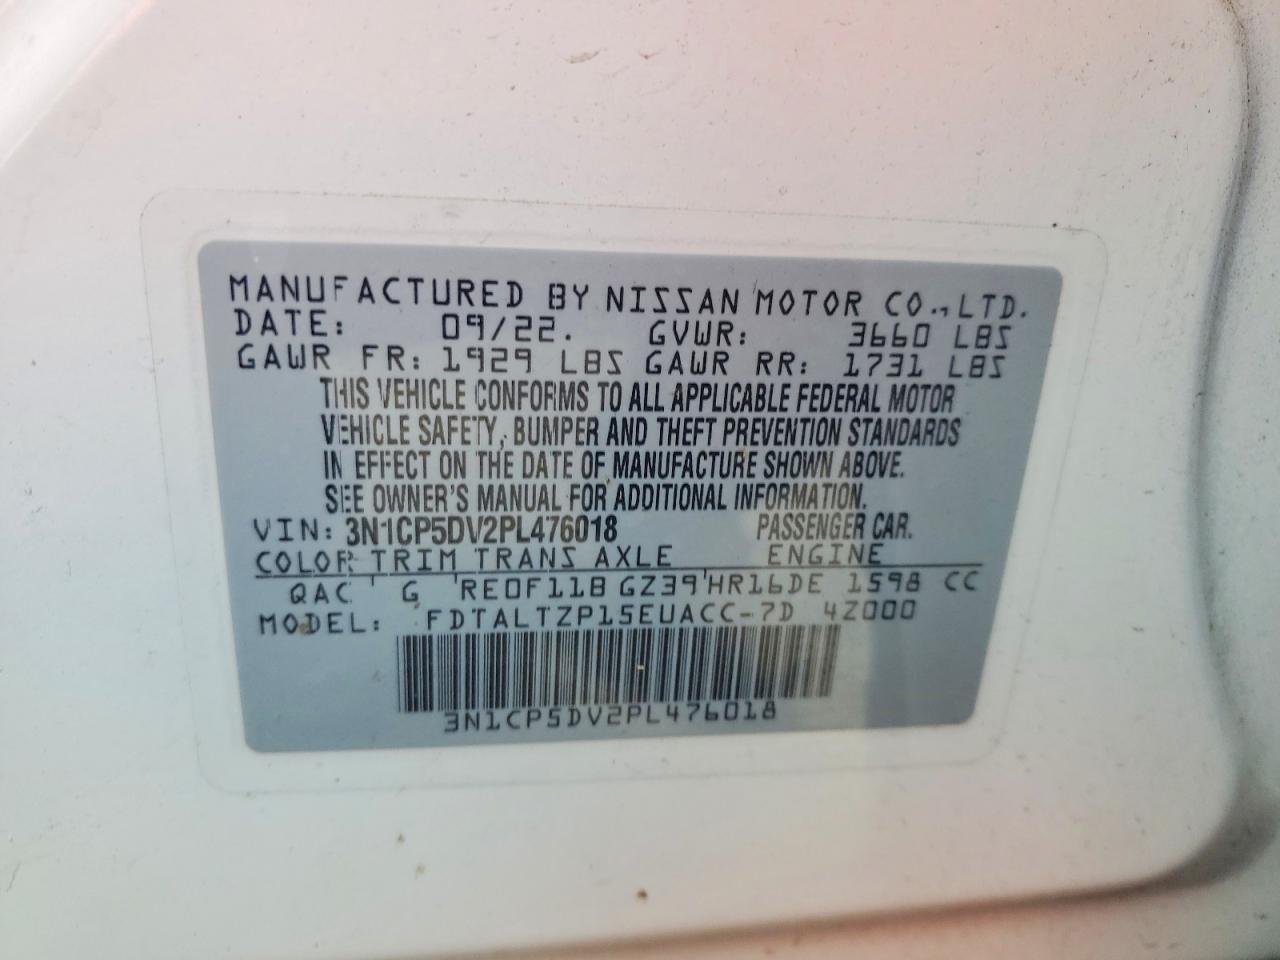 MANUFACTURED BY NISSAN MOTOR CO.,LTD.
DATE: 09/22. GVWR: 3660 LBS
GAWR FR: 1929 LBS GAWR RR: 1731 LBS
THIS VEHICLE CONFORMS TO ALL APPLICABLE FEDERAL MOTOR
VEHICLE SAFETY, BUMPER AND THEFT PREVENTION STANDARDS
IN EFFECT ON THE DATE OF MANUFACTURE SHOWN ABOVE.
SEE OWNER'S MANUAL FOR ADDITIONAL INFORMATION.
VIN: 3N1CP5DV2PL476018 PASSENGER CAR.
COLOR TRIM TRANS AXLE ENGINE
QAC G RE0F11B GZ39 HR16DE 1598 CC
MODEL: FDTALTZP15EUACC-7D 4Z000
3N1CP5DV2PL476018